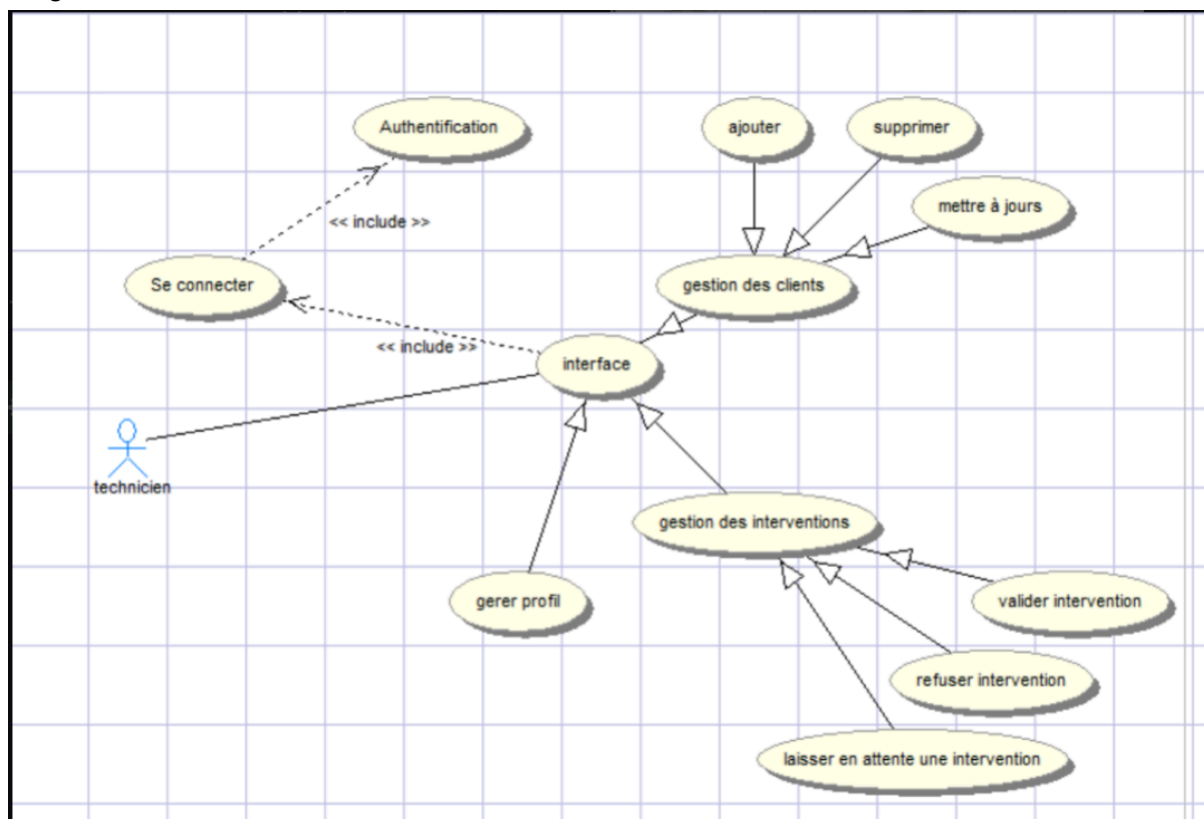 Authentification
ajouter
supprimer
mettre à jours
<< include >>
Se connecter
gestion des clients
<< include >>
interface
technicien
gestion des interventions
gerer profil
valider intervention
refuser intervention
laisser en attente une intervention